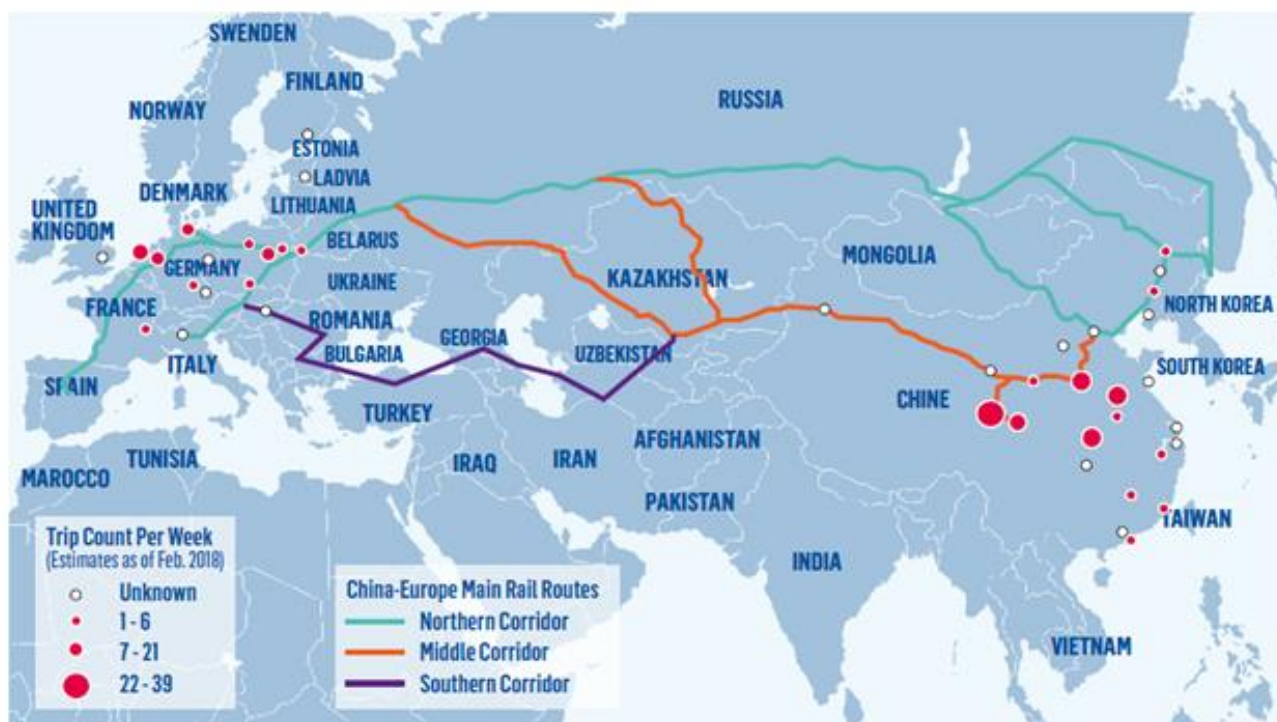 SWENDEN
FINLAND
NORWAY
RUSSIA
ESTONIA
LADVIA
DENMARK
LITHUANIA
UNITED
KINGDOM
BELARUS
GERMANY
MONGOLIA
UKRAINE
KAZAKHSTAN
FRANCE
NORTH KOREA
ROMANIA
GEORGIA
BULGARIA
UZBEKISTAN
ITALY
SOUTH KOREA
SPAIN
CHINE
TURKEY
AFGHANISTAN
TUNISIA
IRAQ
IRAN
MAROCCO
PAKISTAN
TAIWAN
INDIA
VIETNAM
Trip Count Per Week
(Estimates as of Feb. 2018)
Unknown
1 - 6
7 - 21
22 - 39
China-Europe Main Rail Routes
Northern Corridor
Middle Corridor
Southern Corridor